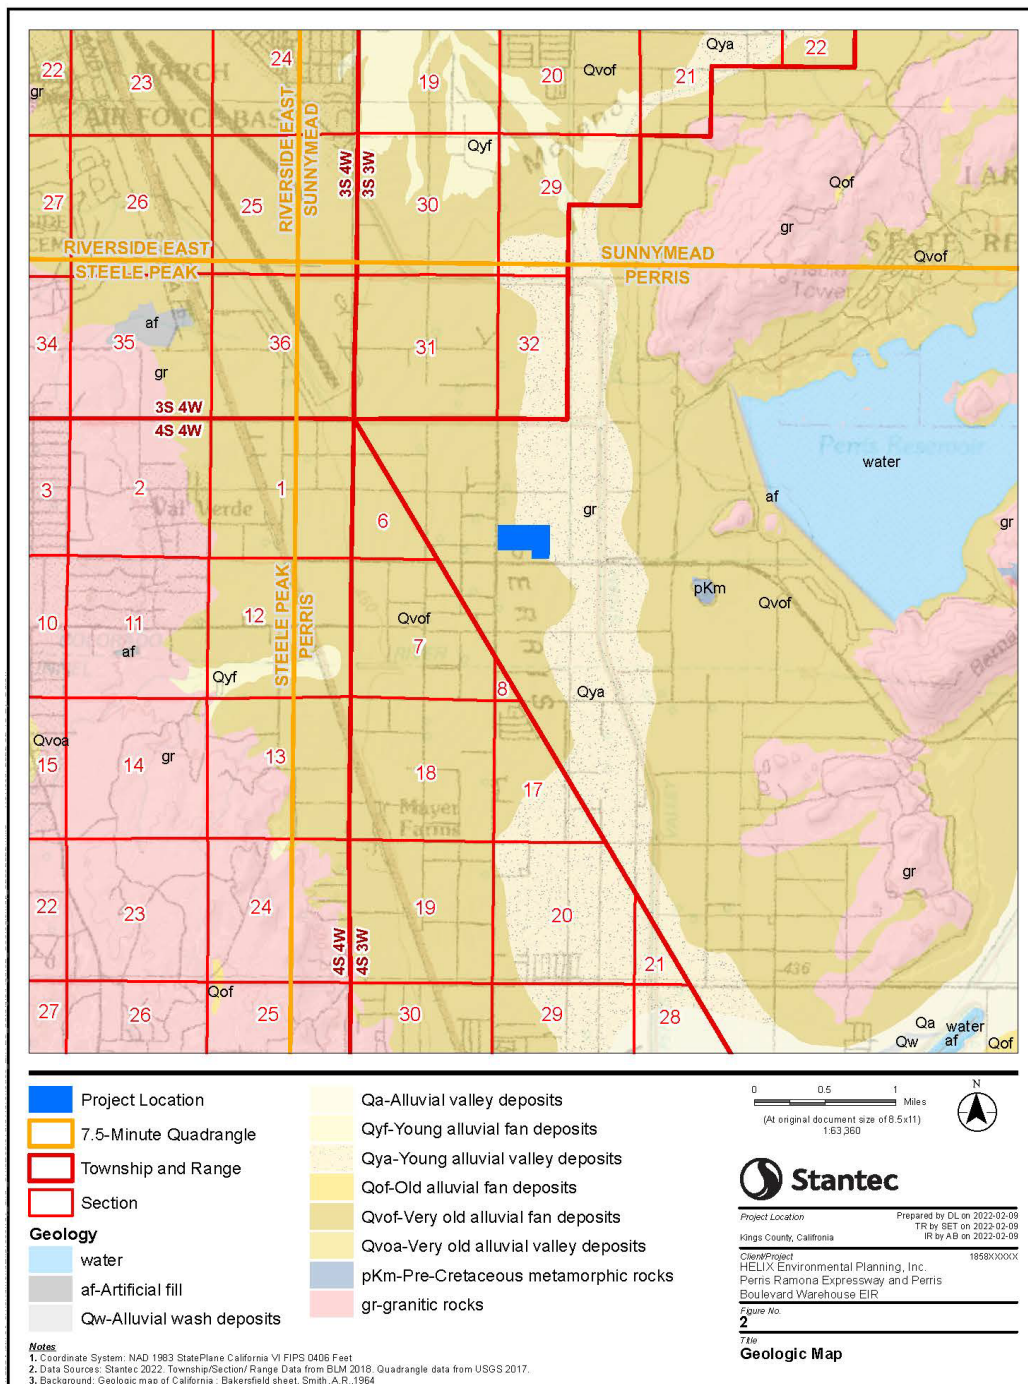 22
23
24
19
20
Qvof
21
Qya
22
gr
MARCH
AIR FORCE BASE
RIVERSIDE EAST
SUNNYMEAD
3S 4W
3S 3W
Qyf
Moreno
27
26
25
30
29
Qof
gr
LAKE
STATE RE
Qvof
RIVERSIDE EAST
STEELE PEAK
SUNNYMEAD
PERRIS
Tower
34
35
af
gr
36
31
32
3S 4W
4S 4W
Perris Reservoir
water
af
3
2
Val Verde
1
6
gr
gr
PERRIS
pKm
Qvof
10
11
af
12
STEELE PEAK
PERRIS
Qvof
7
8
Qyf
Qya
Qvoa
15
14
gr
13
18
17
Mayer
Farms
VALLEY
gr
22
23
24
4S 4W
4S 3W
19
20
21
436
27
26
Qof
25
30
29
28
Qa
water
Qw
af
Qof
Project Location
7.5-Minute Quadrangle
Township and Range
Section
Geology
water
af-Artificial fill
Qw-Alluvial wash deposits
Qa-Alluvial valley deposits
Qyf-Young alluvial fan deposits
Qya-Young alluvial valley deposits
Qof-Old alluvial fan deposits
Qvof-Very old alluvial fan deposits
Qvoa-Very old alluvial valley deposits
pKm-Pre-Cretaceous metamorphic rocks
gr-granitic rocks
0 0.5 1
Miles
(At original document size of 8.5x11)
1:63,360
N
Stantec
Project Location
Kings County, California
Prepared by DL on 2022-02-09
TR by SET on 2022-02-09
IR by AB on 2022-02-09
Client/Project 1858XXXXX
HELIX Environmental Planning, Inc.
Perris Ramona Expressway and Perris
Boulevard Warehouse EIR
Figure No.
2
Title
Geologic Map
Notes
1. Coordinate System: NAD 1983 StatePlane California VI FIPS 0406 Feet
2. Data Sources: Stantec 2022. Township/Section/ Range Data from BLM 2018. Quadrangle data from USGS 2017.
3. Background: Geologic map of California : Bakersfield sheet. Smith, A.R., 1964